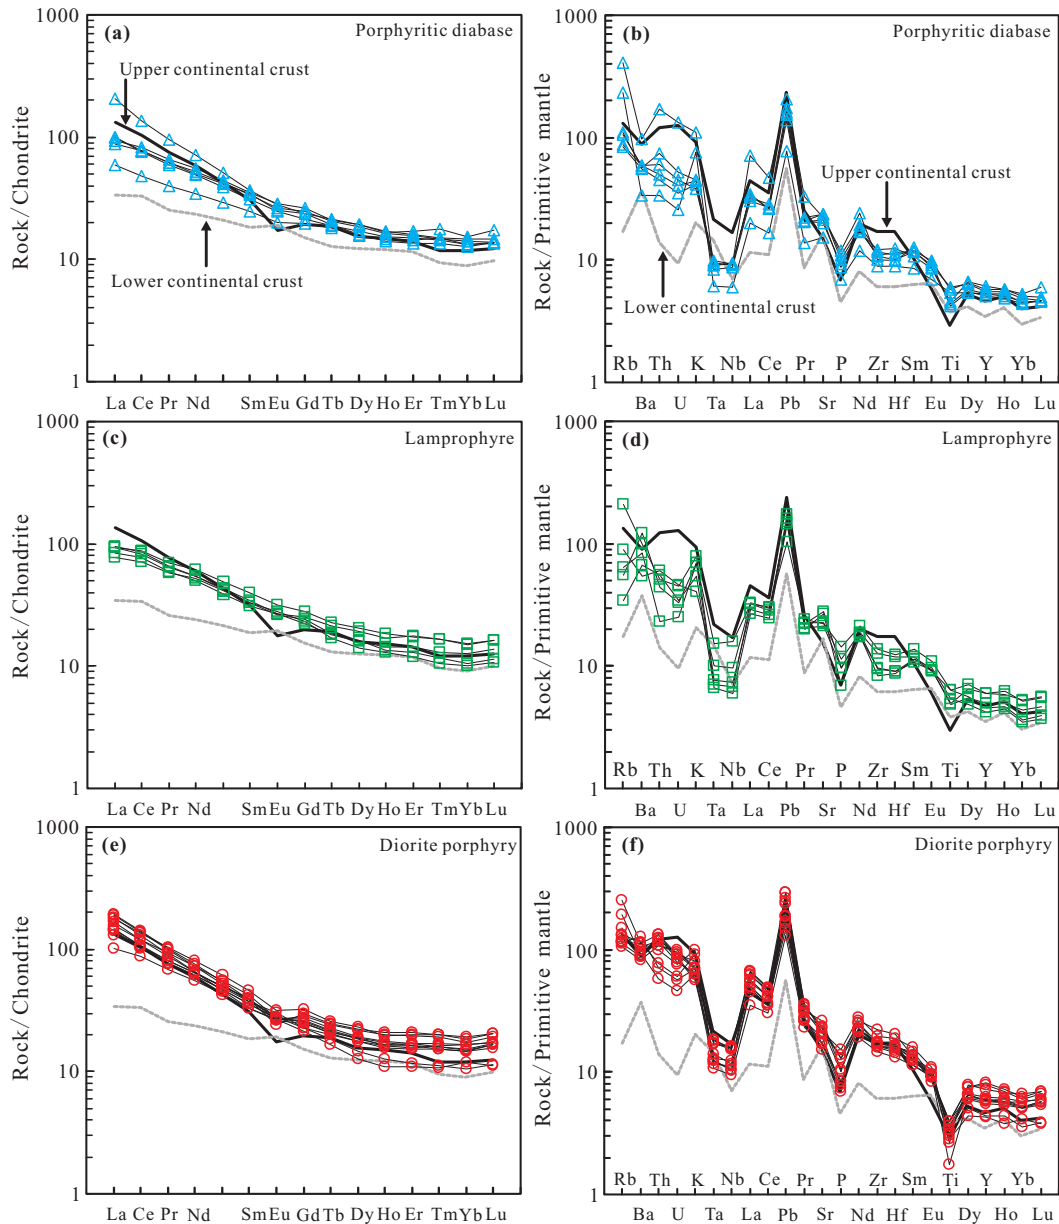 1000
(a)
Porphyritic diabase
Upper continental crust
100
Rock/Chondrite
10
Lower continental crust
1
La Ce Pr Nd Sm Eu Gd Tb Dy Ho Er Tm Yb Lu
1000
(b)
Porphyritic diabase
100
Rock/Primitive mantle
Upper continental crust
10
Lower continental crust
Rb Th K Nb La Ce Pr P Nd Hf Sm Ti Y Yb
Zr
1
Ba U Ta La Pb Sr Nd Hf Eu Dy Ho Lu
1000
(c)
Lamprophyre
100
Rock/Chondrite
10
1
La Ce Pr Nd Sm Eu Gd Tb Dy Ho Er Tm Yb Lu
1000
(d)
Lamprophyre
100
Rock/Primitive mantle
10
Rb Th K Nb Ce Pr P Zr Sm Ti Y Yb
1
Ba U Ta La Pb Sr Nd Hf Eu Dy Ho Lu
1000
(e)
Diorite porphyry
100
Rock/Chondrite
10
1
La Ce Pr Nd Sm Eu Gd Tb Dy Ho Er Tm Yb Lu
1000
(f)
Diorite porphyry
100
Rock/Primitive mantle
10
Rb Th K Nb Ce Pr P Zr Sm Ti Y Yb
1
Ba U Ta La Pb Sr Nd Hf Eu Dy Ho Lu